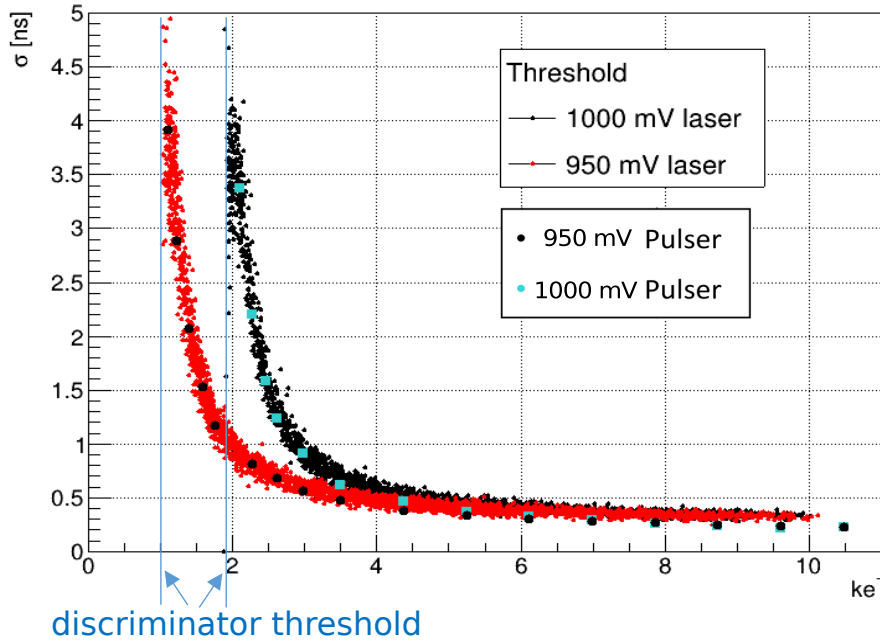 σ [ns]
5
4.5
4
3.5
3
2.5
2
1.5
1
0.5
0
Threshold
1000 mV laser
950 mV laser
950 mV Pulser
1000 mV Pulser
0 2 4 6 8 10
ke⁻
discriminator threshold